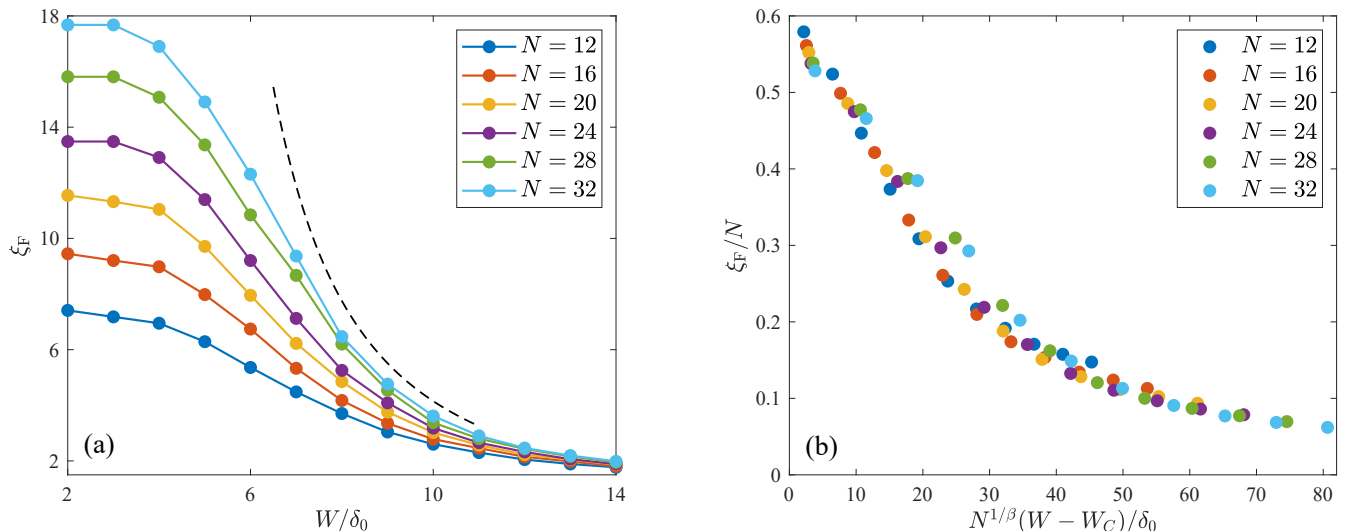 18
14
10
6
2
ξ_F
2
6
10
14
W/δ₀
(a)
N = 12
N = 16
N = 20
N = 24
N = 28
N = 32
0.6
0.5
0.4
0.3
0.2
0.1
0
ξ_F/N
0
10
20
30
40
50
60
70
80
N^{1/β}(W − W_C)/δ₀
(b)
N = 12
N = 16
N = 20
N = 24
N = 28
N = 32